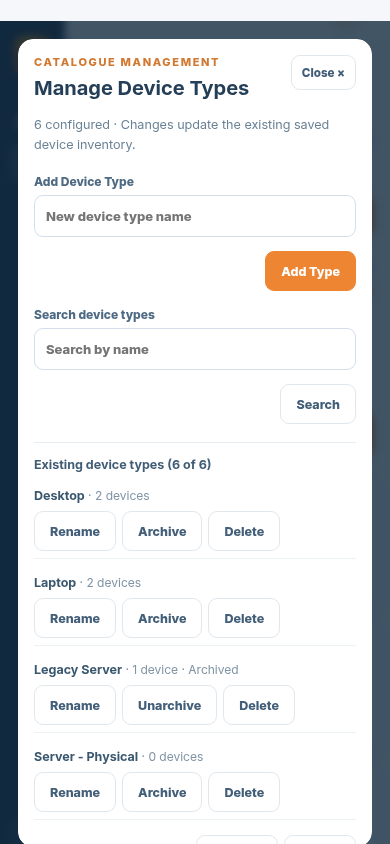 CATALOGUE MANAGEMENT
Manage Device Types
Close ×
6 configured · Changes update the existing saved
device inventory.
Add Device Type
New device type name
Add Type
Search device types
Search by name
Search
Existing device types (6 of 6)
Desktop · 2 devices
Rename Archive Delete
Laptop · 2 devices
Rename Archive Delete
Legacy Server · 1 device · Archived
Rename Unarchive Delete
Server - Physical · 0 devices
Rename Archive Delete